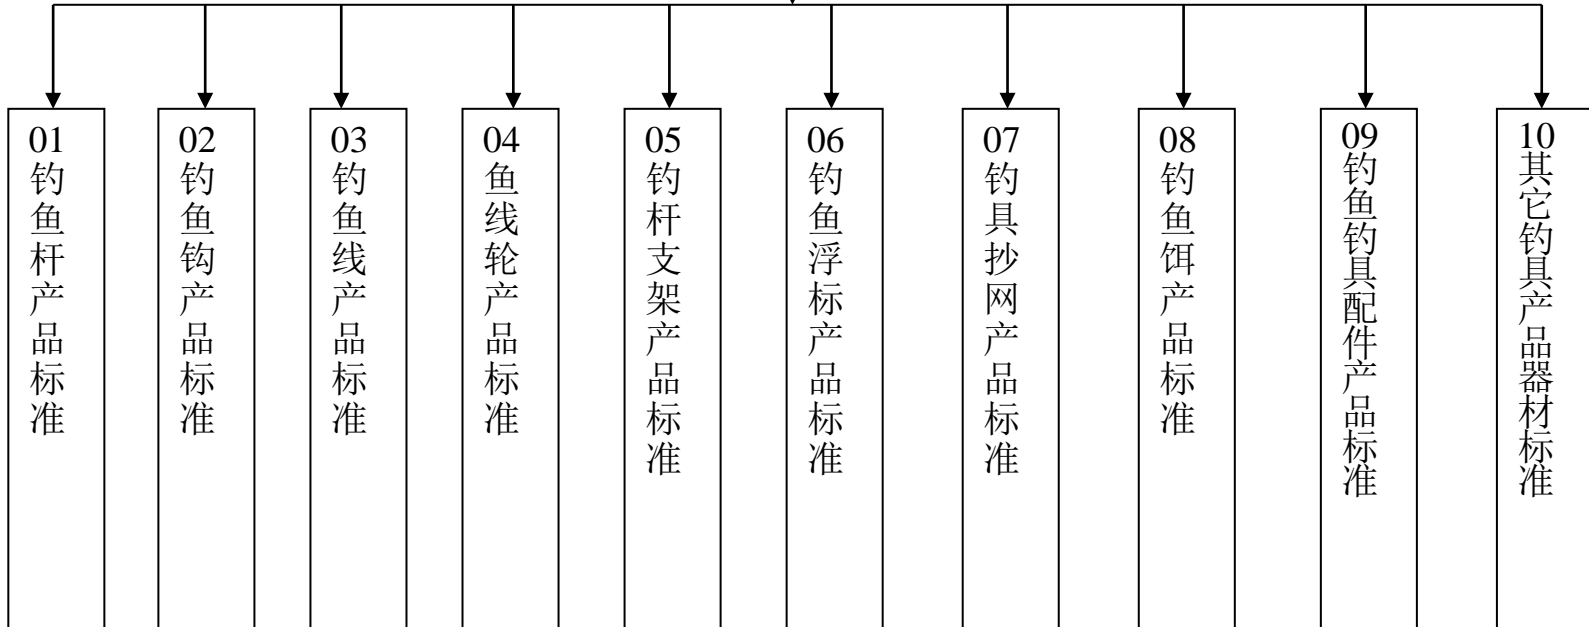 01钓鱼杆产品标准
02钓鱼钩产品标准
03钓鱼线产品标准
04鱼线轮产品标准
05钓杆支架产品标准
06钓鱼浮标产品标准
07钓具抄网产品标准
08钓鱼饵产品标准
09钓鱼钓具配件产品标准
10其它钓具产品器材标准